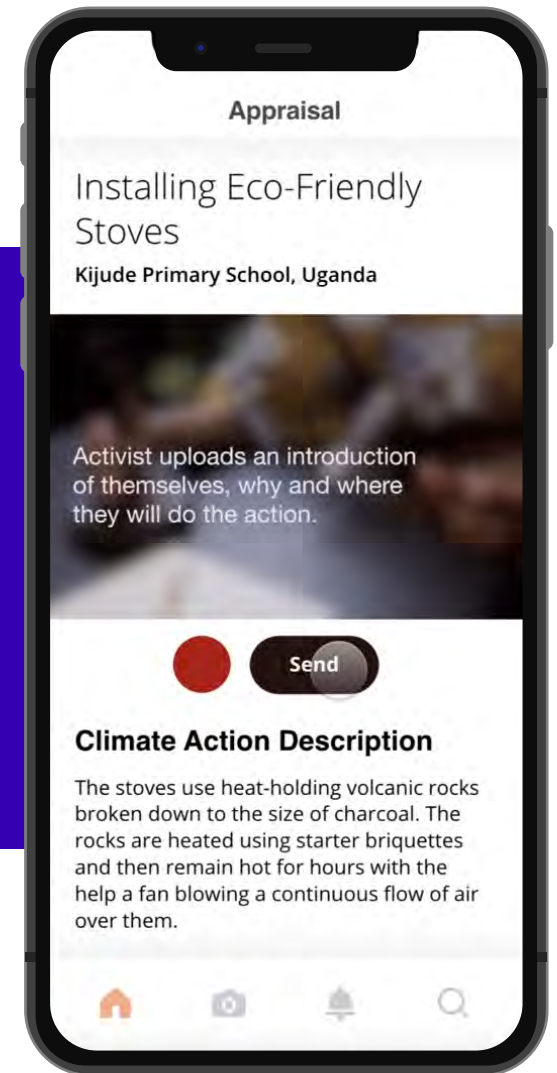 Appraisal
Installing Eco-Friendly
Stoves
Kijude Primary School, Uganda
Activist uploads an introduction
of themselves, why and where
they will do the action.
Send
Climate Action Description
The stoves use heat-holding volcanic rocks
broken down to the size of charcoal. The
rocks are heated using starter briquettes
and then remain hot for hours with the
help a fan blowing a continuous flow of air
over them.